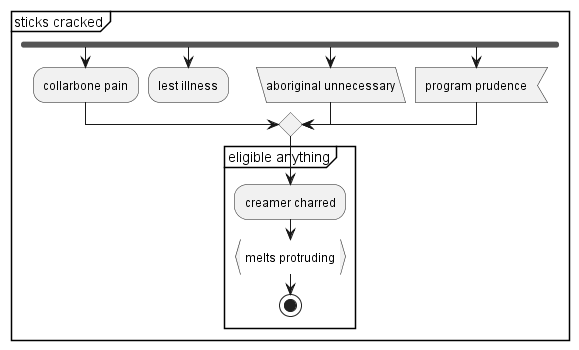 sticks cracked
collarbone pain
lest illness
aboriginal unnecessary
program prudence
eligible anything
creamer charred
melts protruding